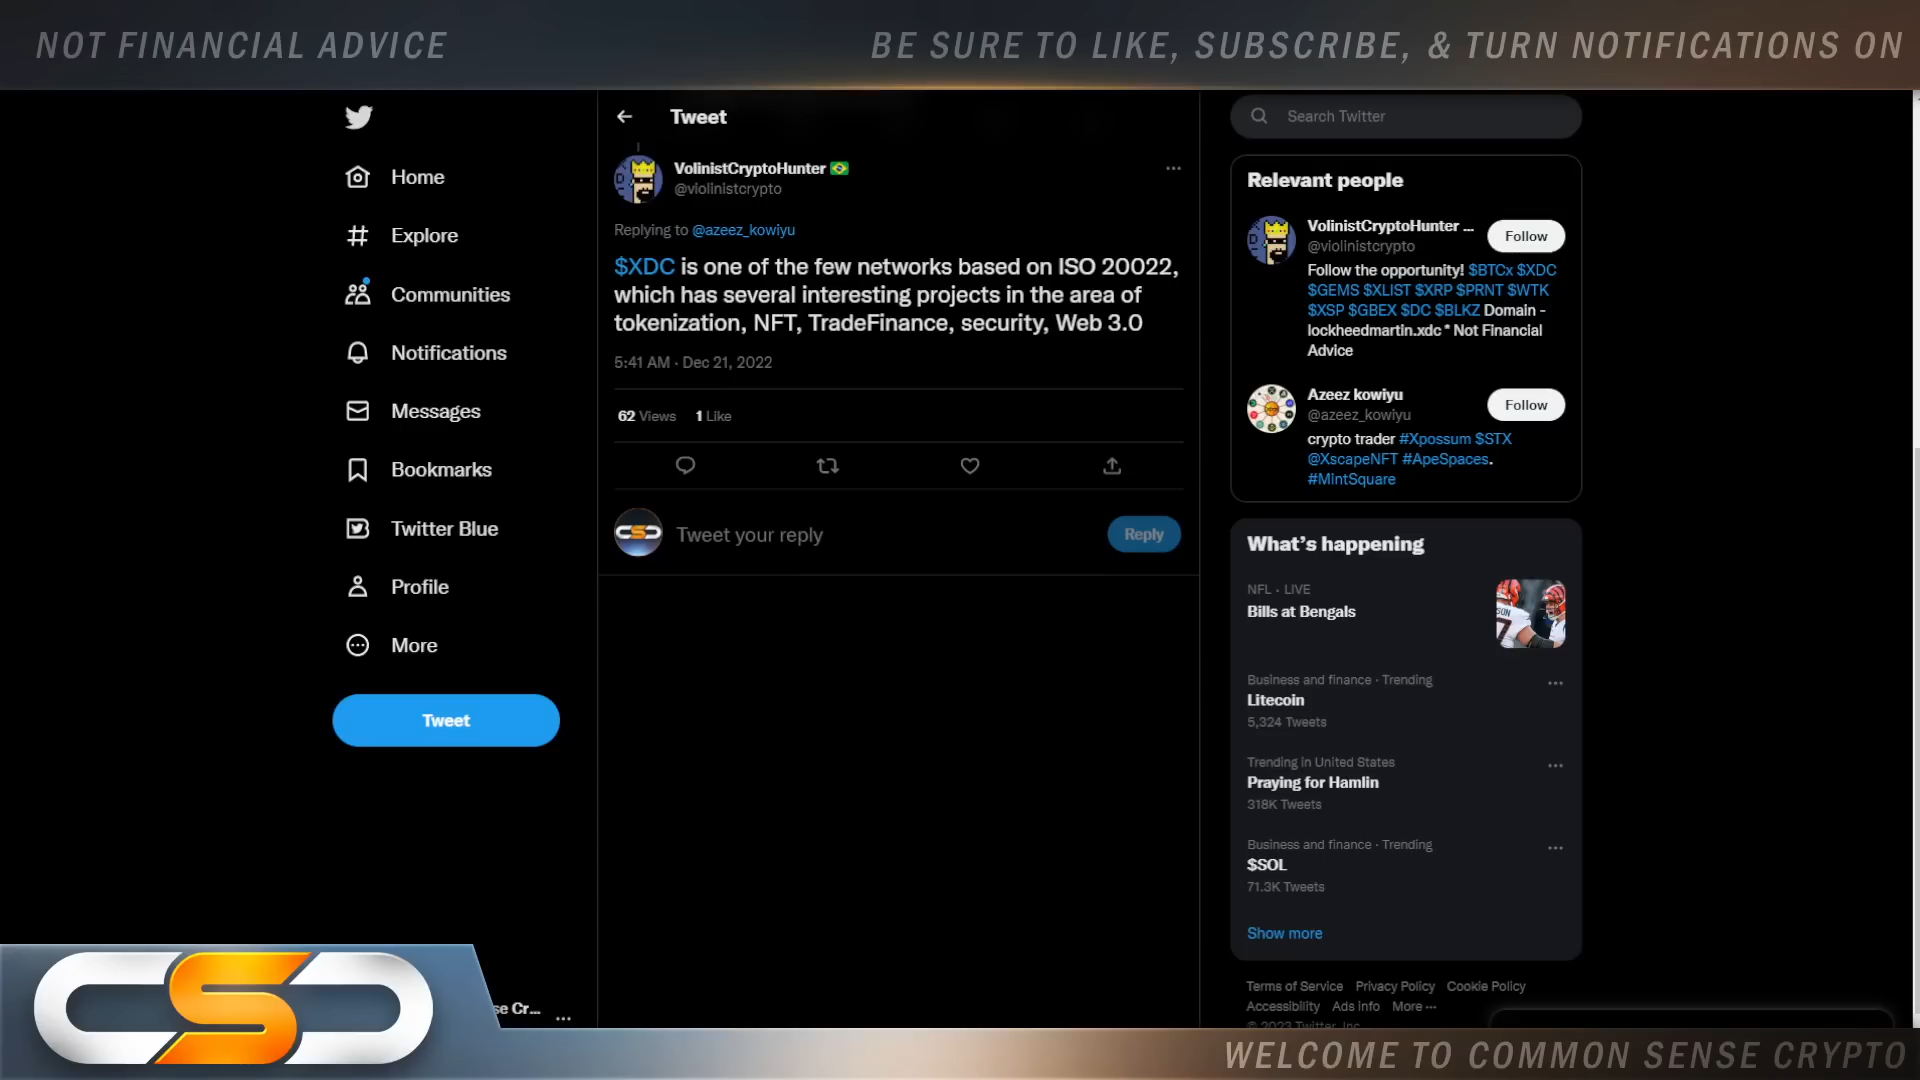 NOT FINANCIAL ADVICE
BE SURE TO LIKE, SUBSCRIBE, & TURN NOTIFICATIONS ON
Home
Explore
Communities
Notifications
Messages
Bookmarks
Twitter Blue
Profile
More
Tweet
se Cr...
Tweet
VolinistCryptoHunter
@violinistcrypto
Replying to @azeez_kowiyu
$XDC is one of the few networks based on ISO 20022,
which has several interesting projects in the area of
tokenization, NFT, TradeFinance, security, Web 3.0
5:41 AM · Dec 21, 2022
62 Views 1 Like
Tweet your reply
Reply
Search Twitter
Relevant people
VolinistCryptoHunter ...
@violinistcrypto
Follow
Follow the opportunity! $BTCx $XDC
$GEMS $XLIST $XRP $PRNT $WTK
$XSP $GBEX $DC $BLKZ Domain -
lockheedmartin.xdc * Not Financial
Advice
Azeez kowiyu
@azeez_kowiyu
Follow
crypto trader #Xpossum $STX
@XscapeNFT #ApeSpaces.
#MintSquare
What's happening
NFL · LIVE
Bills at Bengals
Business and finance · Trending
Litecoin
5,324 Tweets
Trending in United States
Praying for Hamlin
318K Tweets
Business and finance · Trending
$SOL
71.3K Tweets
Show more
Terms of Service Privacy Policy Cookie Policy
Accessibility Ads info More ...
© 2023 Twitter, Inc.
CSC
WELCOME TO COMMON SENSE CRYPTO